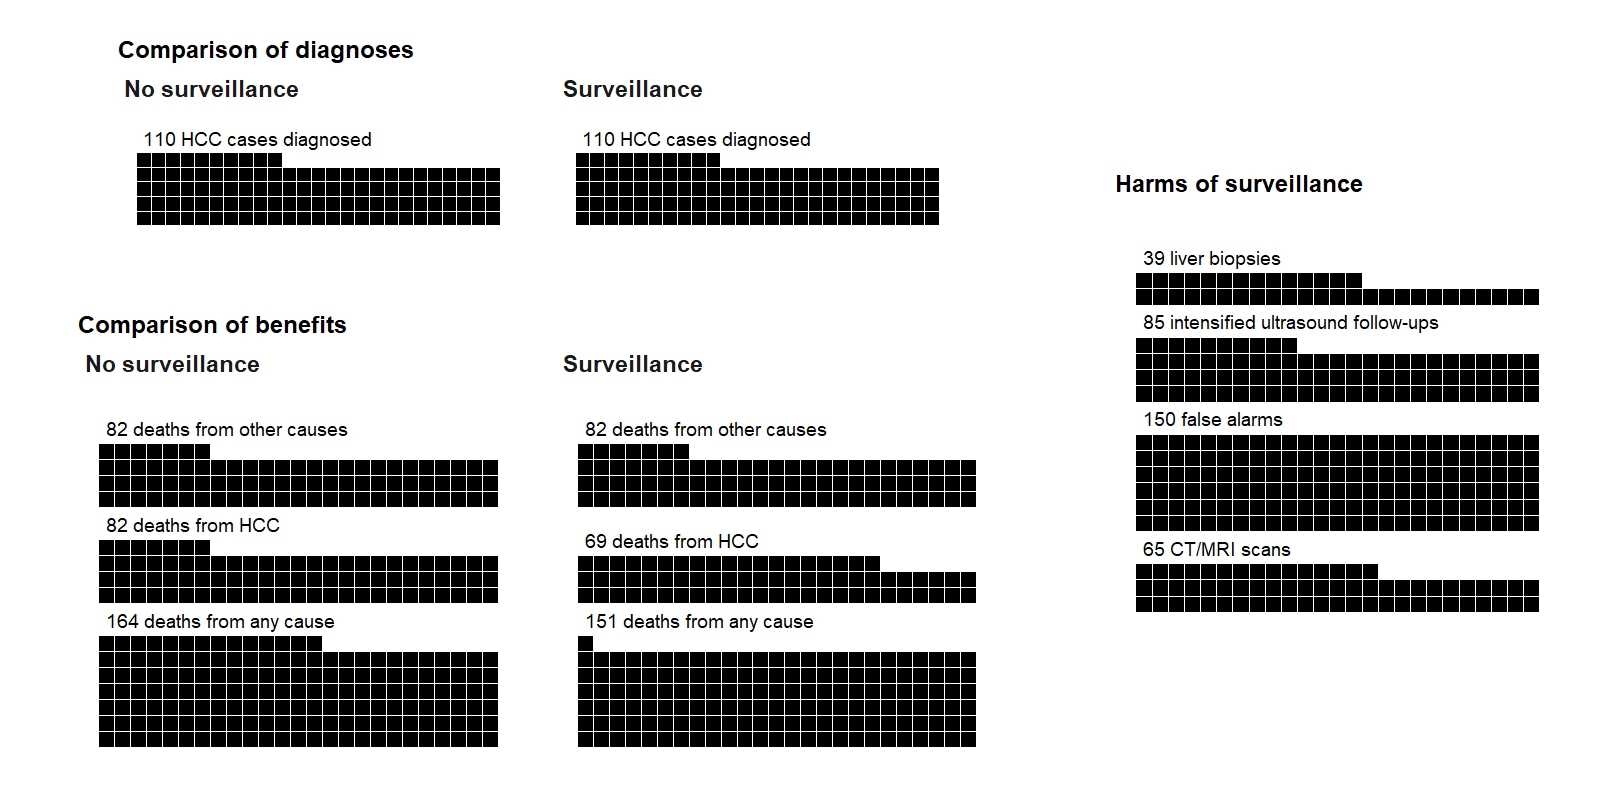 Comparison of diagnoses
No surveillance
Surveillance
110 HCC cases diagnosed
110 HCC cases diagnosed
Comparison of benefits
No surveillance
Surveillance
82 deaths from other causes
82 deaths from other causes
82 deaths from HCC
69 deaths from HCC
164 deaths from any cause
151 deaths from any cause
Harms of surveillance
39 liver biopsies
85 intensified ultrasound follow-ups
150 false alarms
65 CT/MRI scans